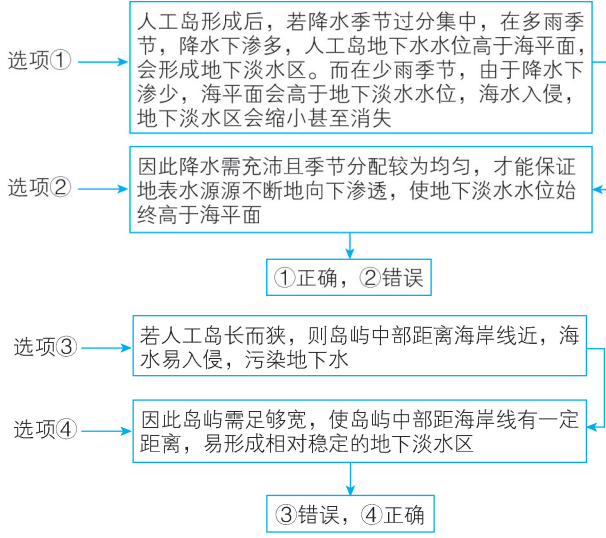 人工岛形成后，若降水季节过分集中，在多雨季
节，降水下渗多，人工岛地下水水位高于海平面，
选项①
会形成地下淡水区。而在少雨季节，由于降水下
渗少，海平面会高于地下淡水水位，海水入侵，
地下淡水区会缩小甚至消失
因此降水需充沛且季节分配较为均匀，才能保证
选项②
地表水源源不断地向下渗透，使地下淡水水位始
终高于海平面
①正确，②错误
若人工岛长而狭，则岛屿中部距离海岸线近，海
选项③
水易入侵，污染地下水
选项④
因此岛屿需足够宽，使岛屿中部距海岸线有一定
距离，易形成相对稳定的地下淡水区
③错误，④正确